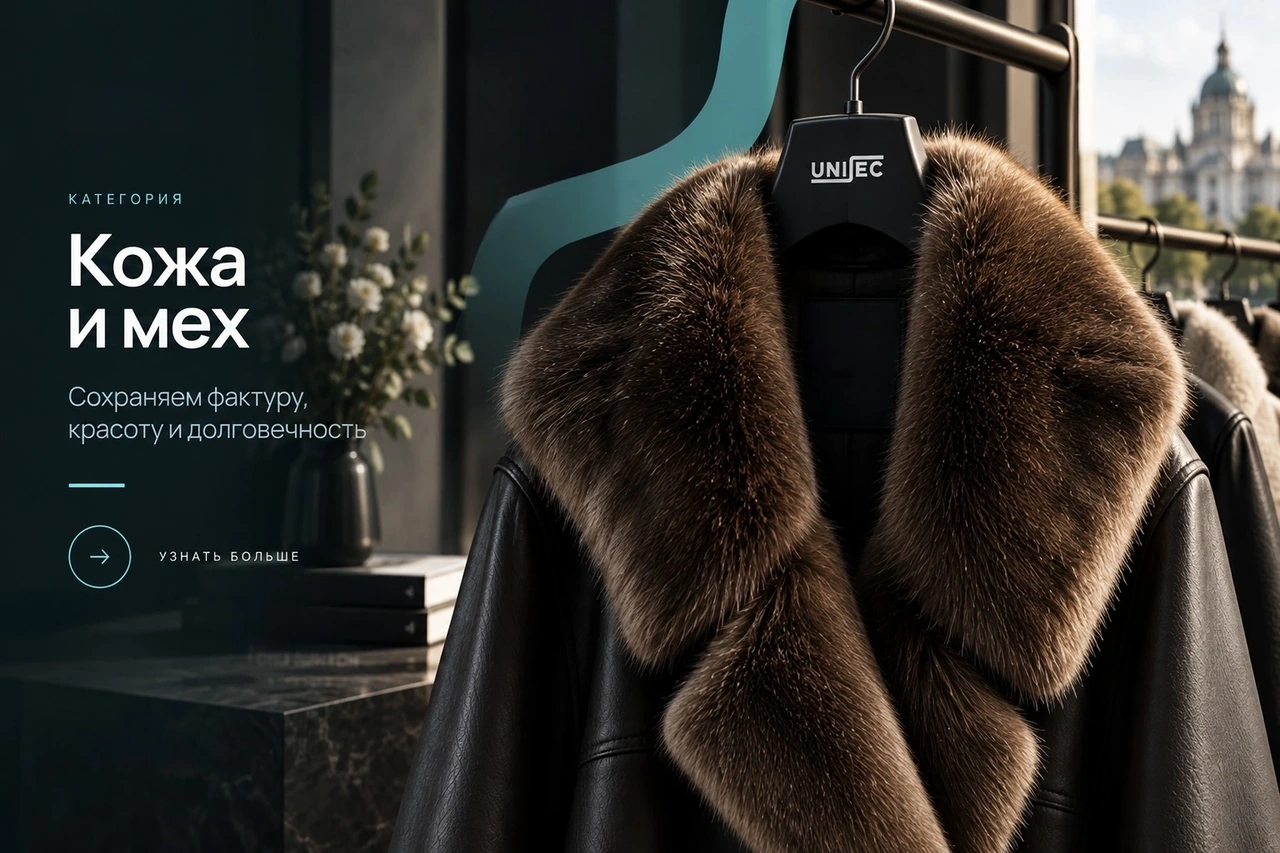 КАТЕГОРИЯ
Кожа
и мех
Сохраняем фактуру,
красоту и долговечность
УЗНАТЬ БОЛЬШЕ
UNISEC